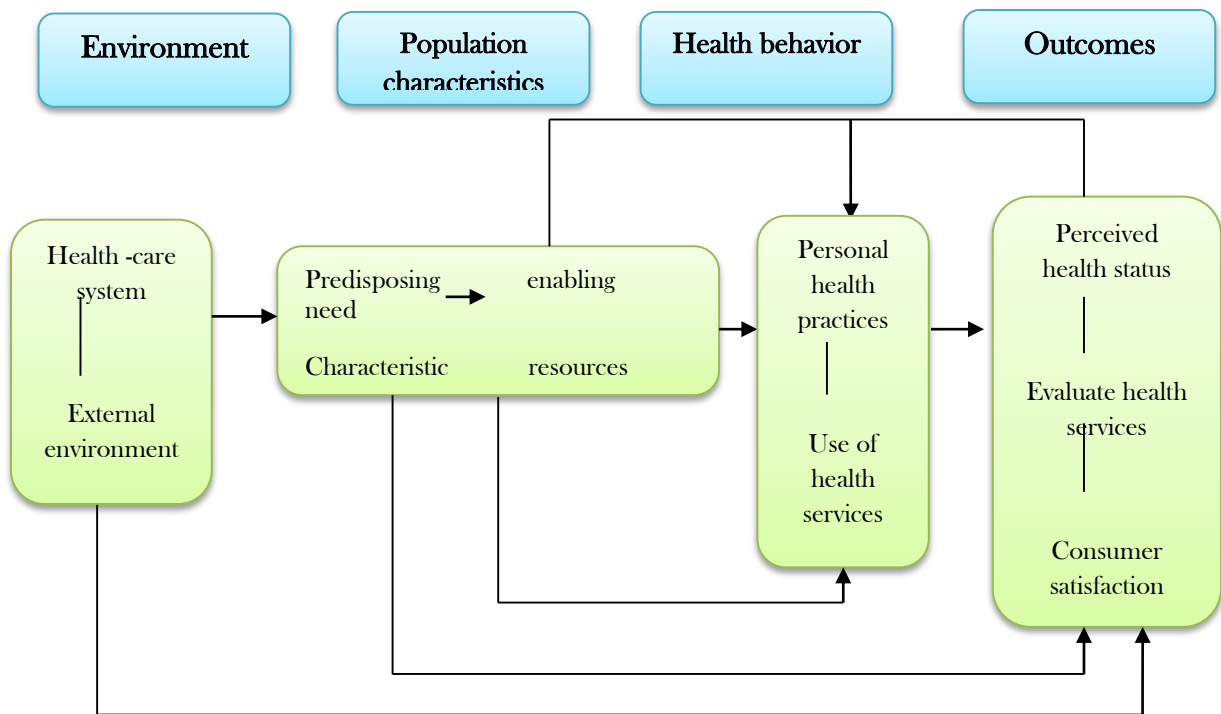 Environment
Population
characteristics
Health behavior
Outcomes
Health -care
system
External
environment
Predisposing enabling
need
Characteristic resources
Personal
health
practices
Use of
health
services
Perceived
health status
Evaluate health
services
Consumer
satisfaction